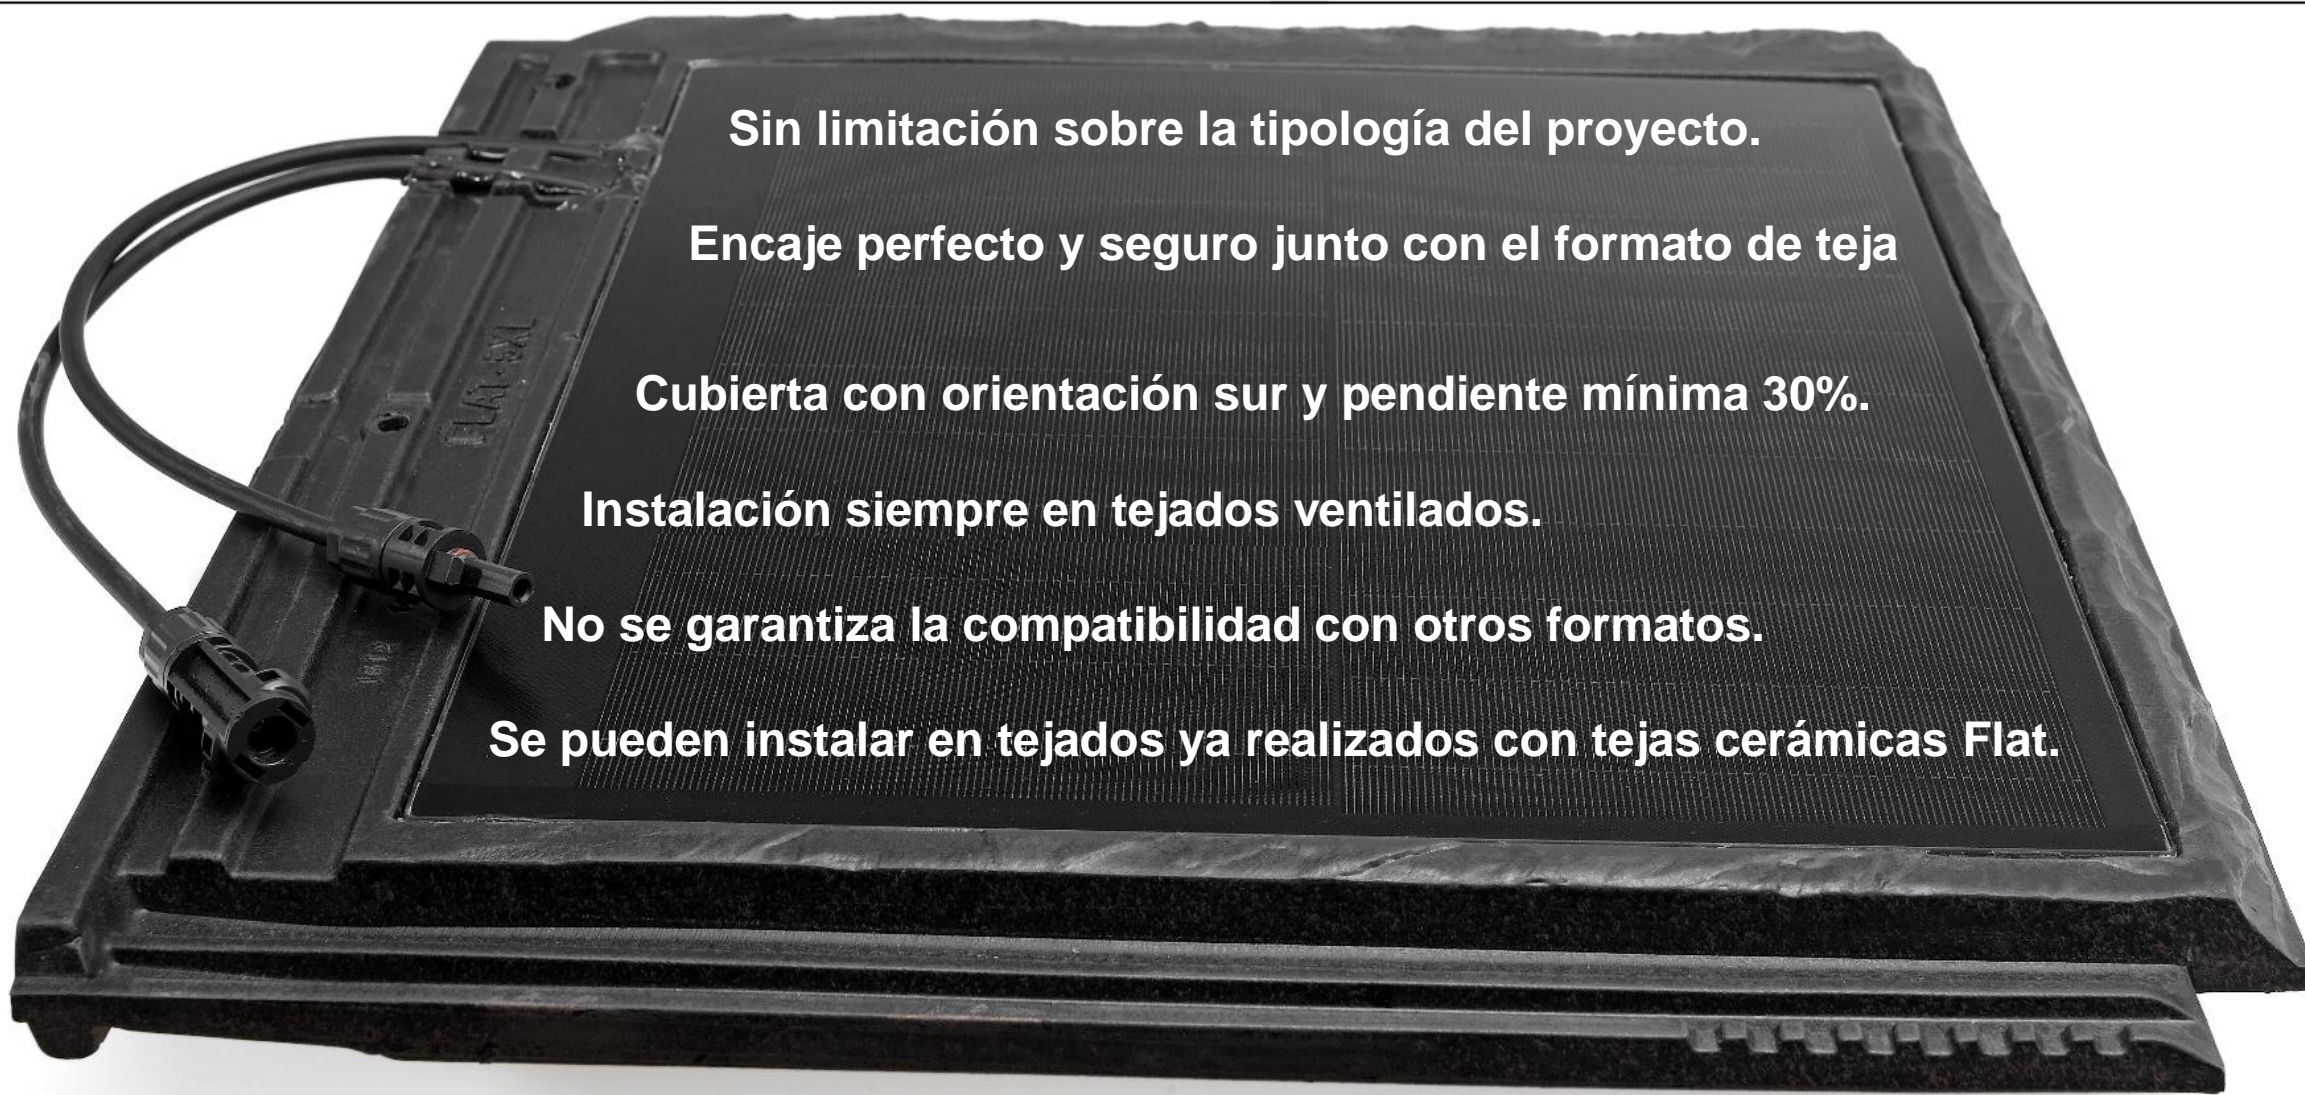 Sin limitación sobre la tipología del proyecto.
Encaje perfecto y seguro junto con el formato de teja
Cubierta con orientación sur y pendiente mínima 30%.
Instalación siempre en tejados ventilados.
No se garantiza la compatibilidad con otros formatos.
Se pueden instalar en tejados ya realizados con tejas cerámicas Flat.